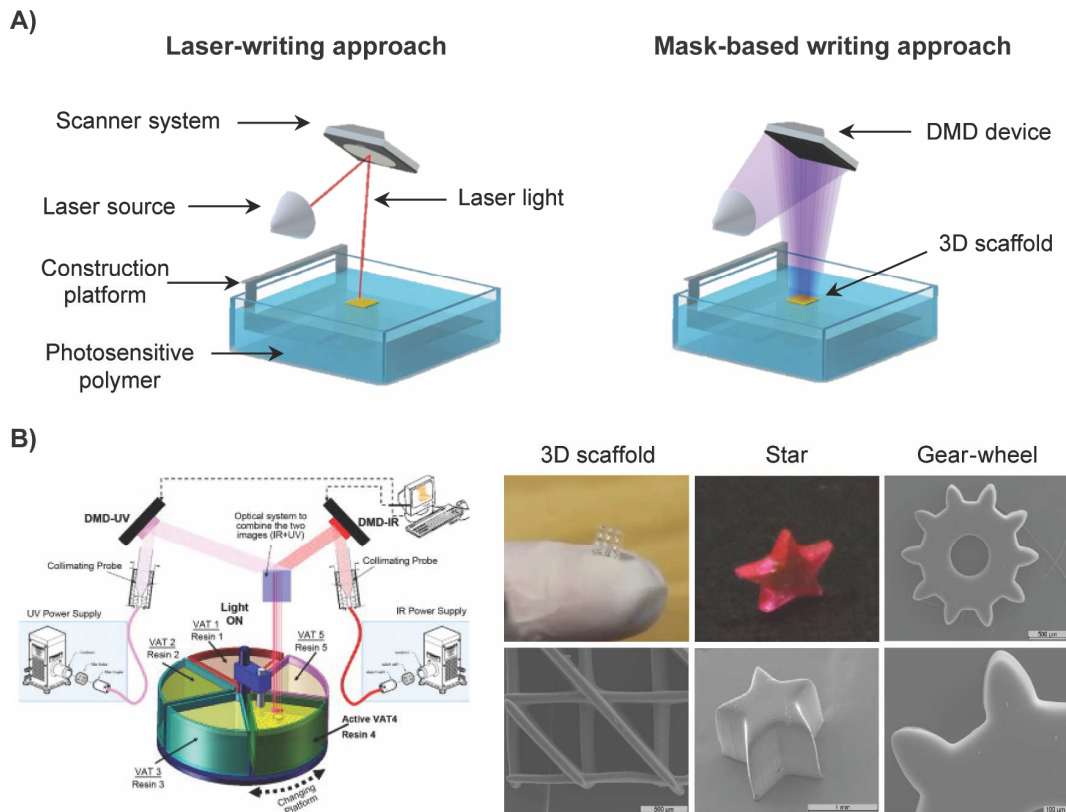 A)
Laser-writing approach
Mask-based writing approach
Scanner system
DMD device
Laser source
Laser light
3D scaffold
Construction
platform
Photosensitive
polymer
B)
3D scaffold
Star
Gear-wheel
DMD-UV
DMD-IR
Optical system to
combine the two
images (IR+UV)
Collimating Probe
Collimating Probe
Light
ON
UV Power Supply
IR Power Supply
VAT 1
Resin 1
VAT 2
Resin 2
VAT 5
Resin 5
Active VAT4
Resin 4
VAT 3
Resin 3
Changing
Platform
500 µm
500 µm
1 mm
100 µm